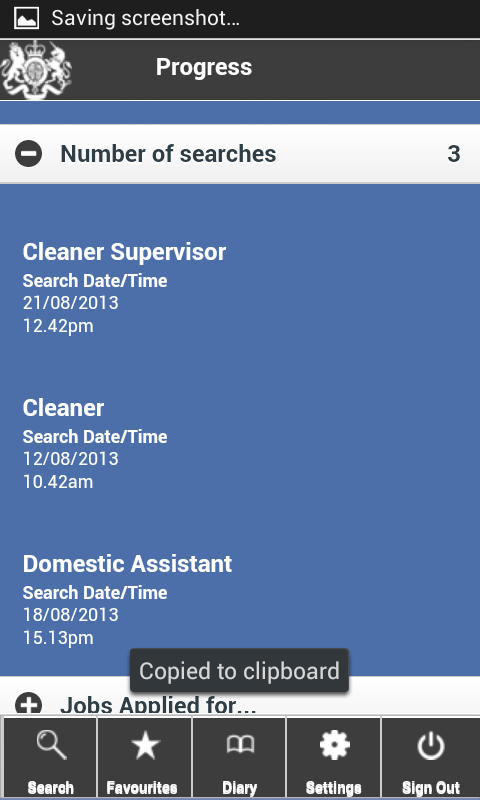 Saving screenshot...
Progress
Number of searches 3
Cleaner Supervisor
Search Date/Time
21/08/2013
12.42pm
Cleaner
Search Date/Time
12/08/2013
10.42am
Domestic Assistant
Search Date/Time
18/08/2013
15.13pm
Copied to clipboard
Jobs Applied for...
Search Favourites Diary Settings Sign Out